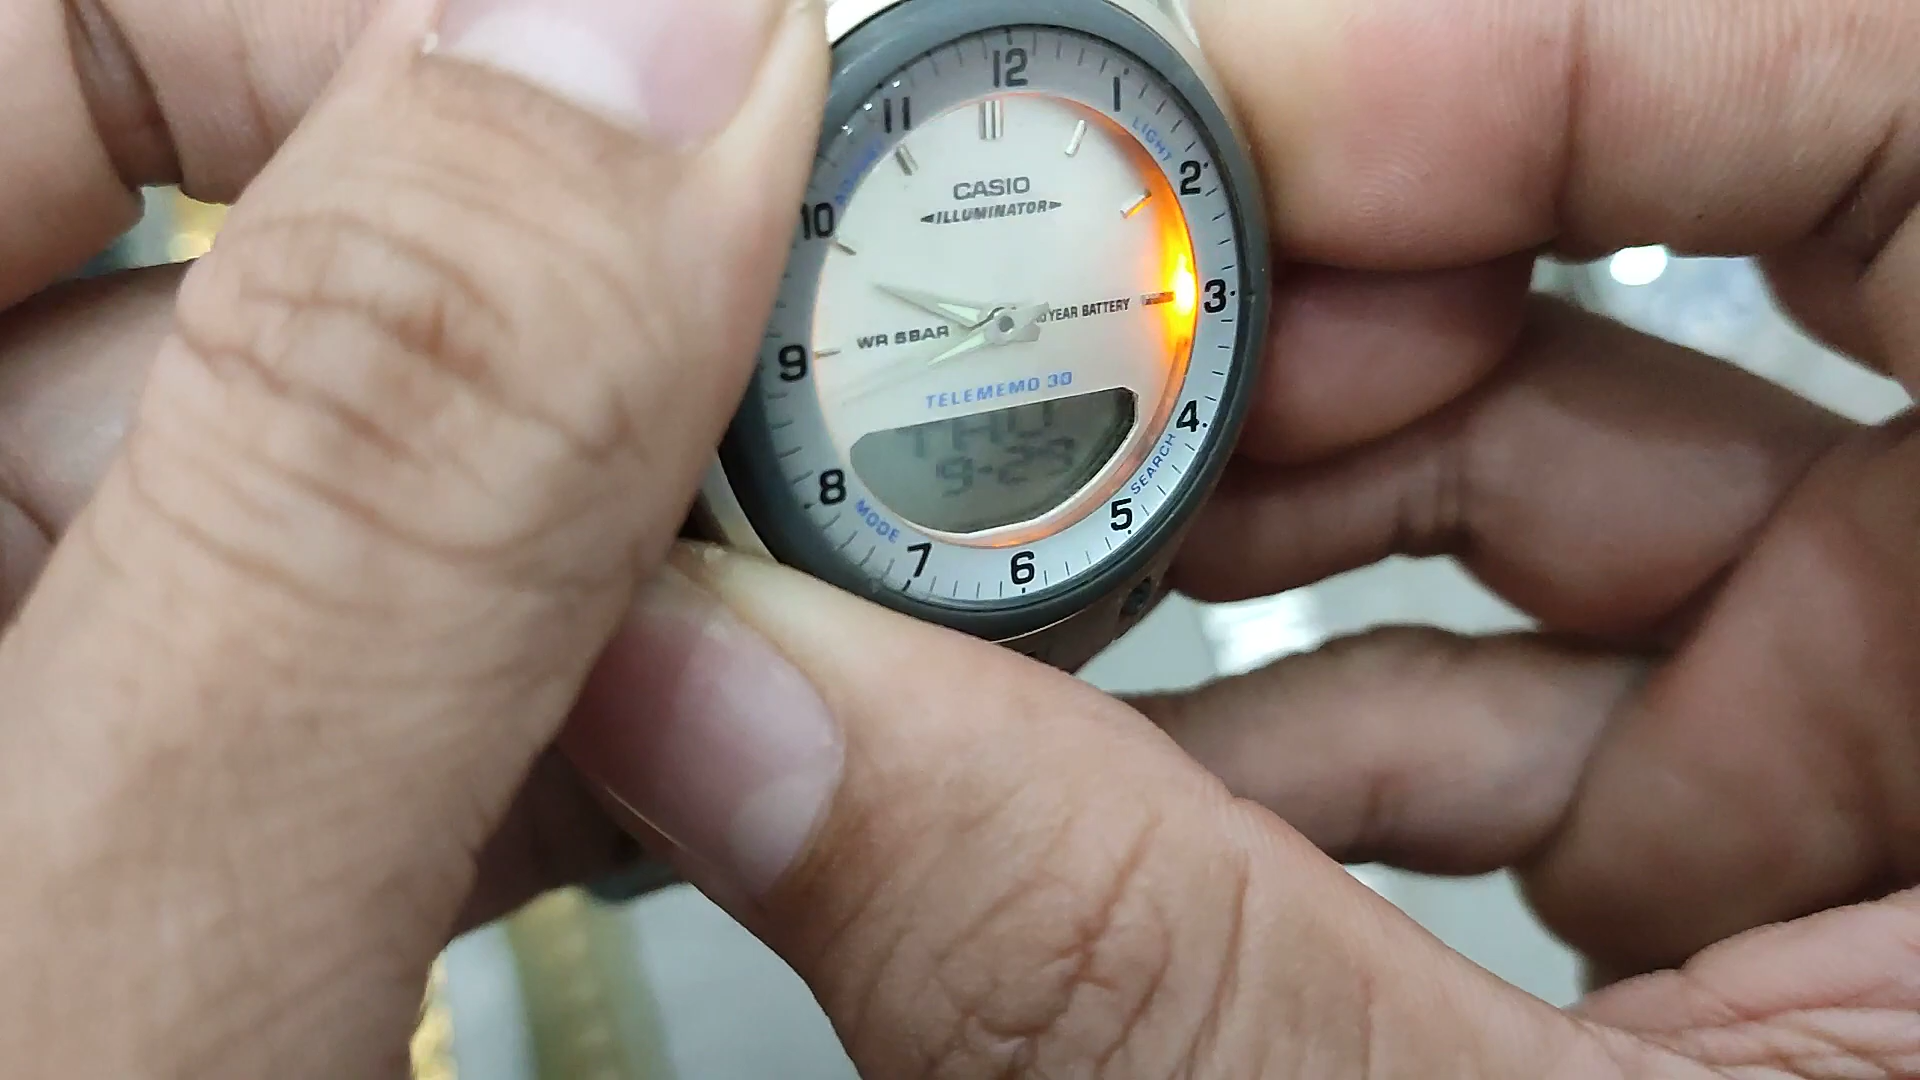 12
11
1
LIGHT
10
2
CASIO
ILLUMINATOR
YEAR BATTERY
3
WR 5BAR
9
TELEMEMO 30
THU
9-29
4
SEARCH
8
MODE
5
7
6